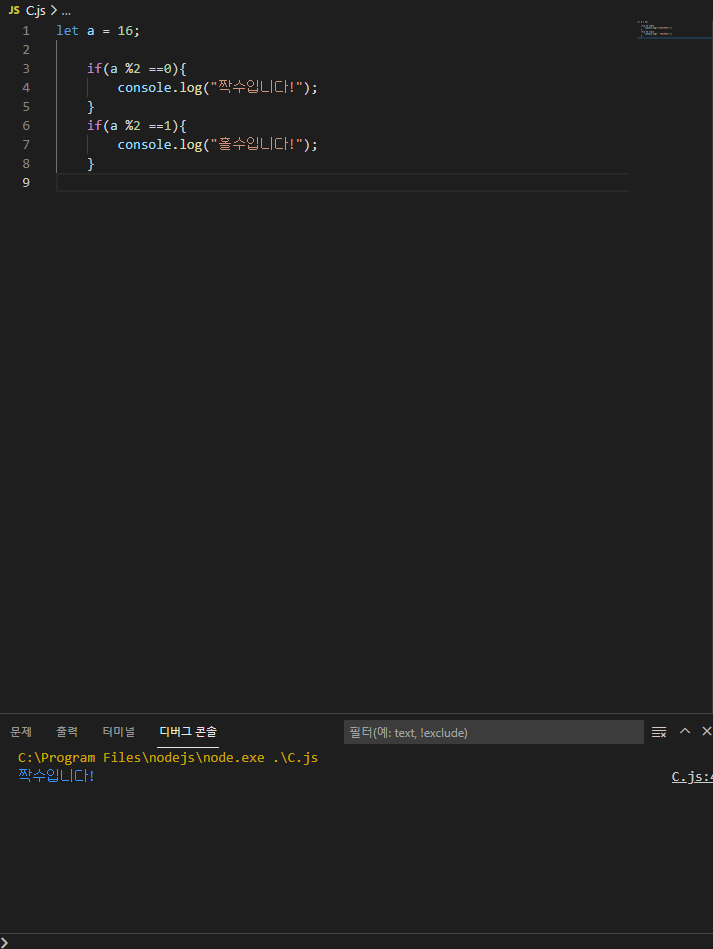 JS C.js > ...
1 let a = 16;
2
3 if(a %2 ==0){
4 console.log("짝수입니다!");
5 }
6 if(a %2 ==1){
7 console.log("홀수입니다!");
8 }
9
문제 출력 터미널 디버그 콘솔 필터(예: text, !exclude)
C:\Program Files\nodejs\node.exe .\C.js
짝수입니다! C.js:4